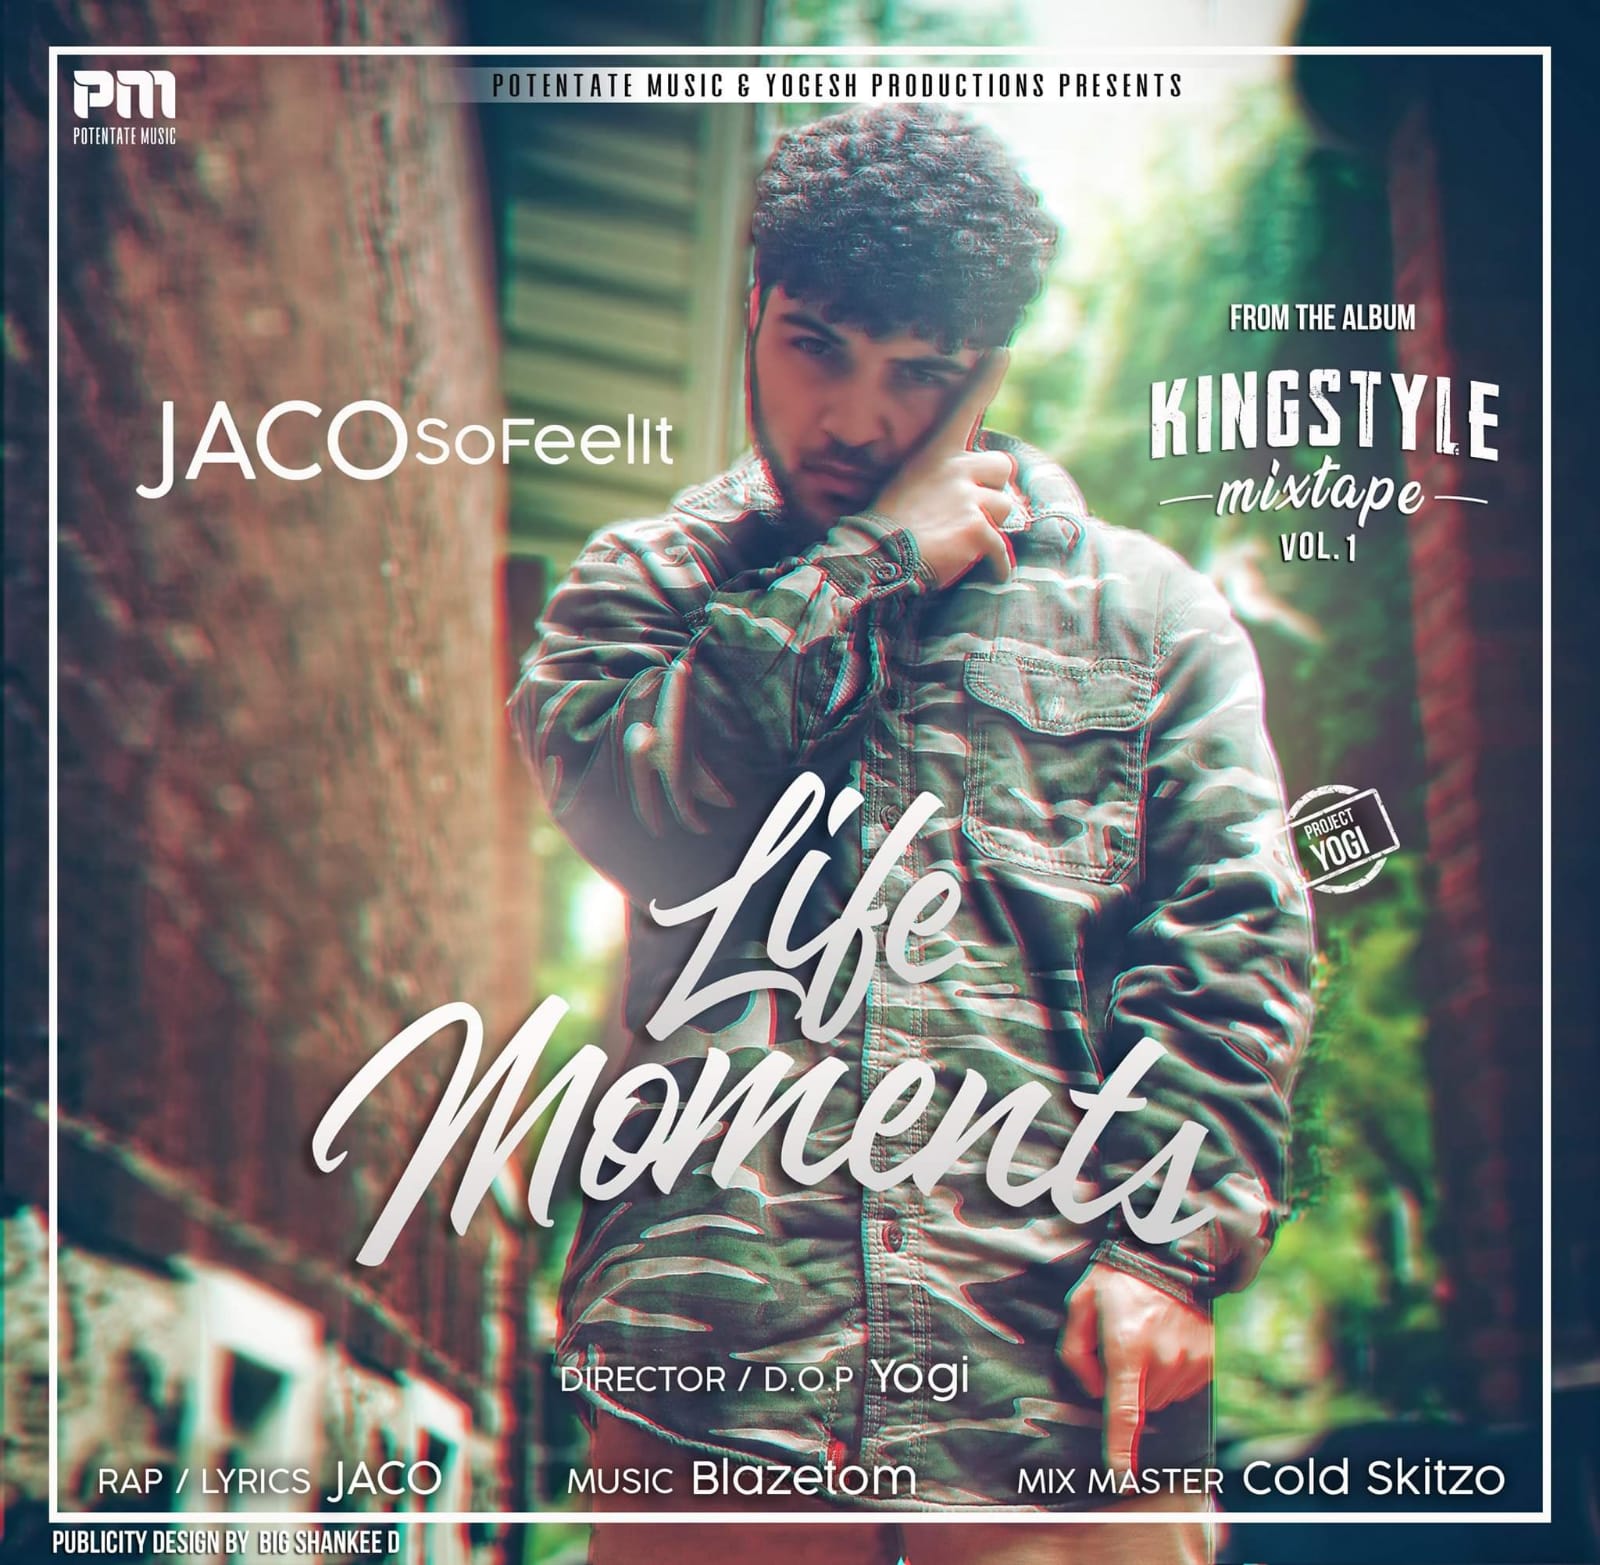 POTENTATE MUSIC & YOGESH PRODUCTIONS PRESENTS
PM
POTENTATE MUSIC
FROM THE ALBUM
KINGSTYLE
mixtape
VOL. 1
JACOSoFeelIt
PROJECT
YOGI
Life
Moments
DIRECTOR / D.O.P Yogi
RAP / LYRICS JACO
MUSIC Blazetom
MIX MASTER Cold Skitzo
PUBLICITY DESIGN BY BIG SHANKEE D